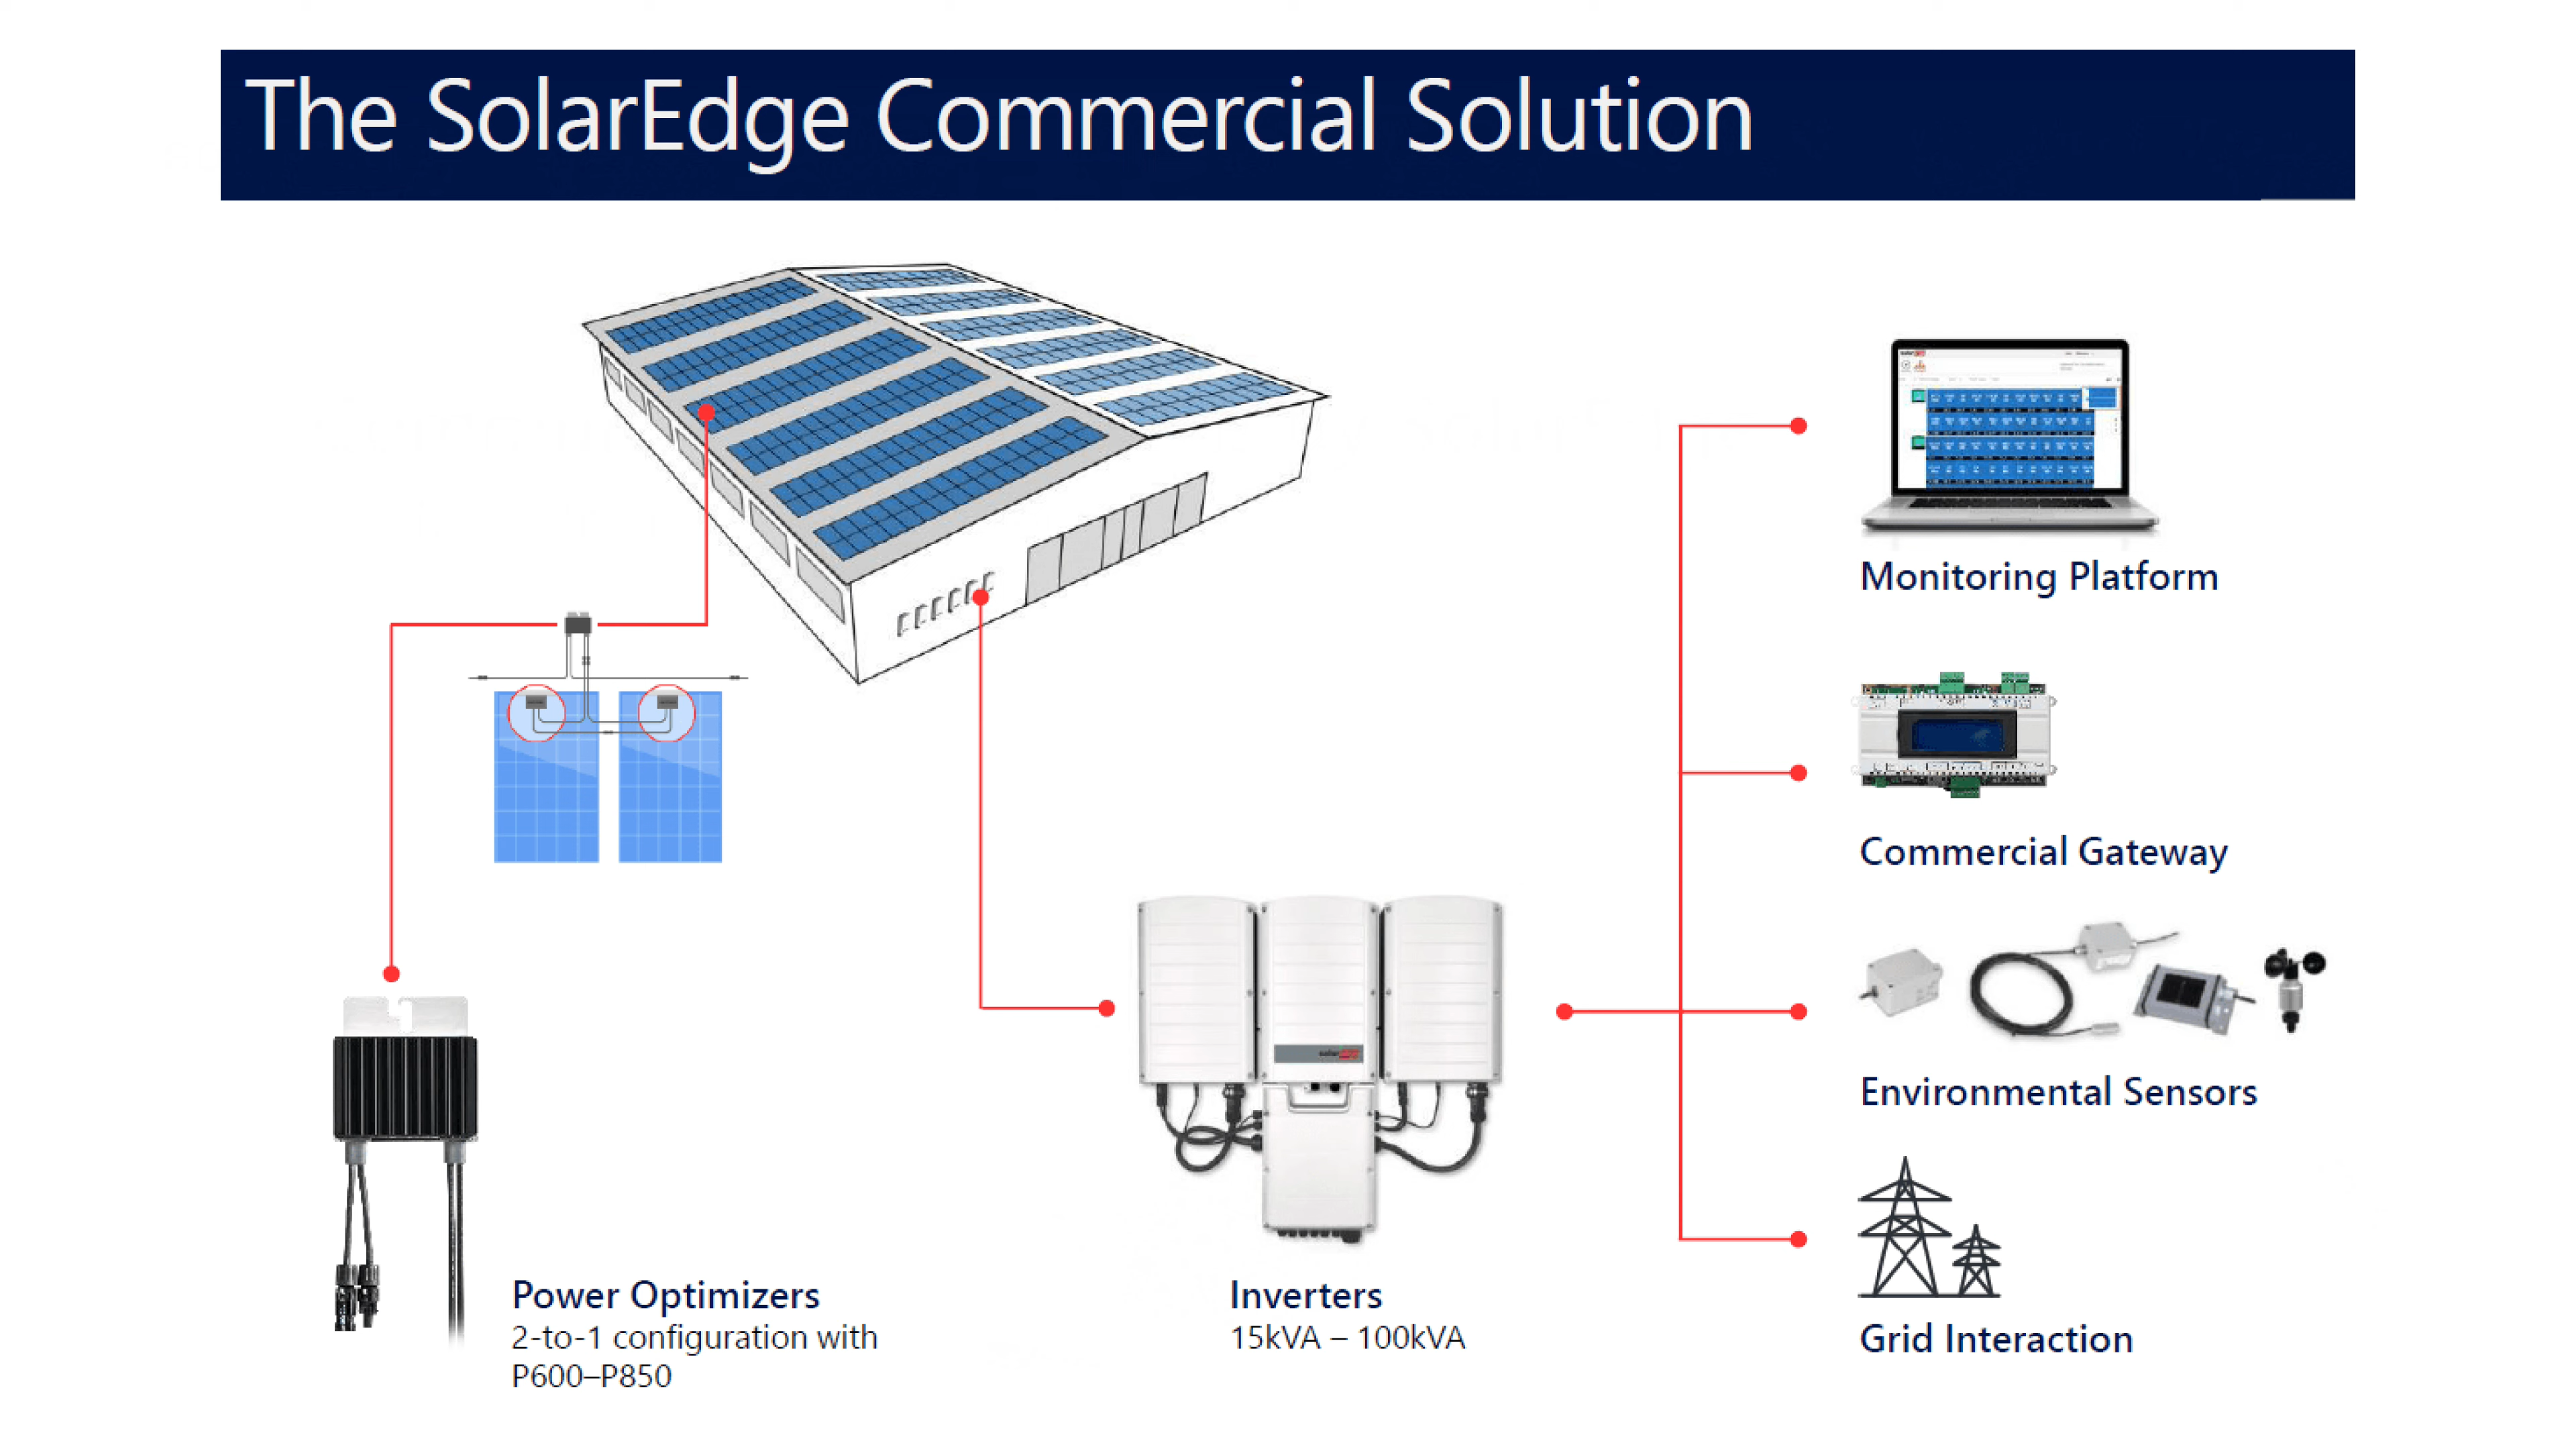 The SolarEdge Commercial Solution
Monitoring Platform
Commercial Gateway
Environmental Sensors
Power Optimizers
2-to-1 configuration with
P600–P850
Inverters
15kVA – 100kVA
Grid Interaction